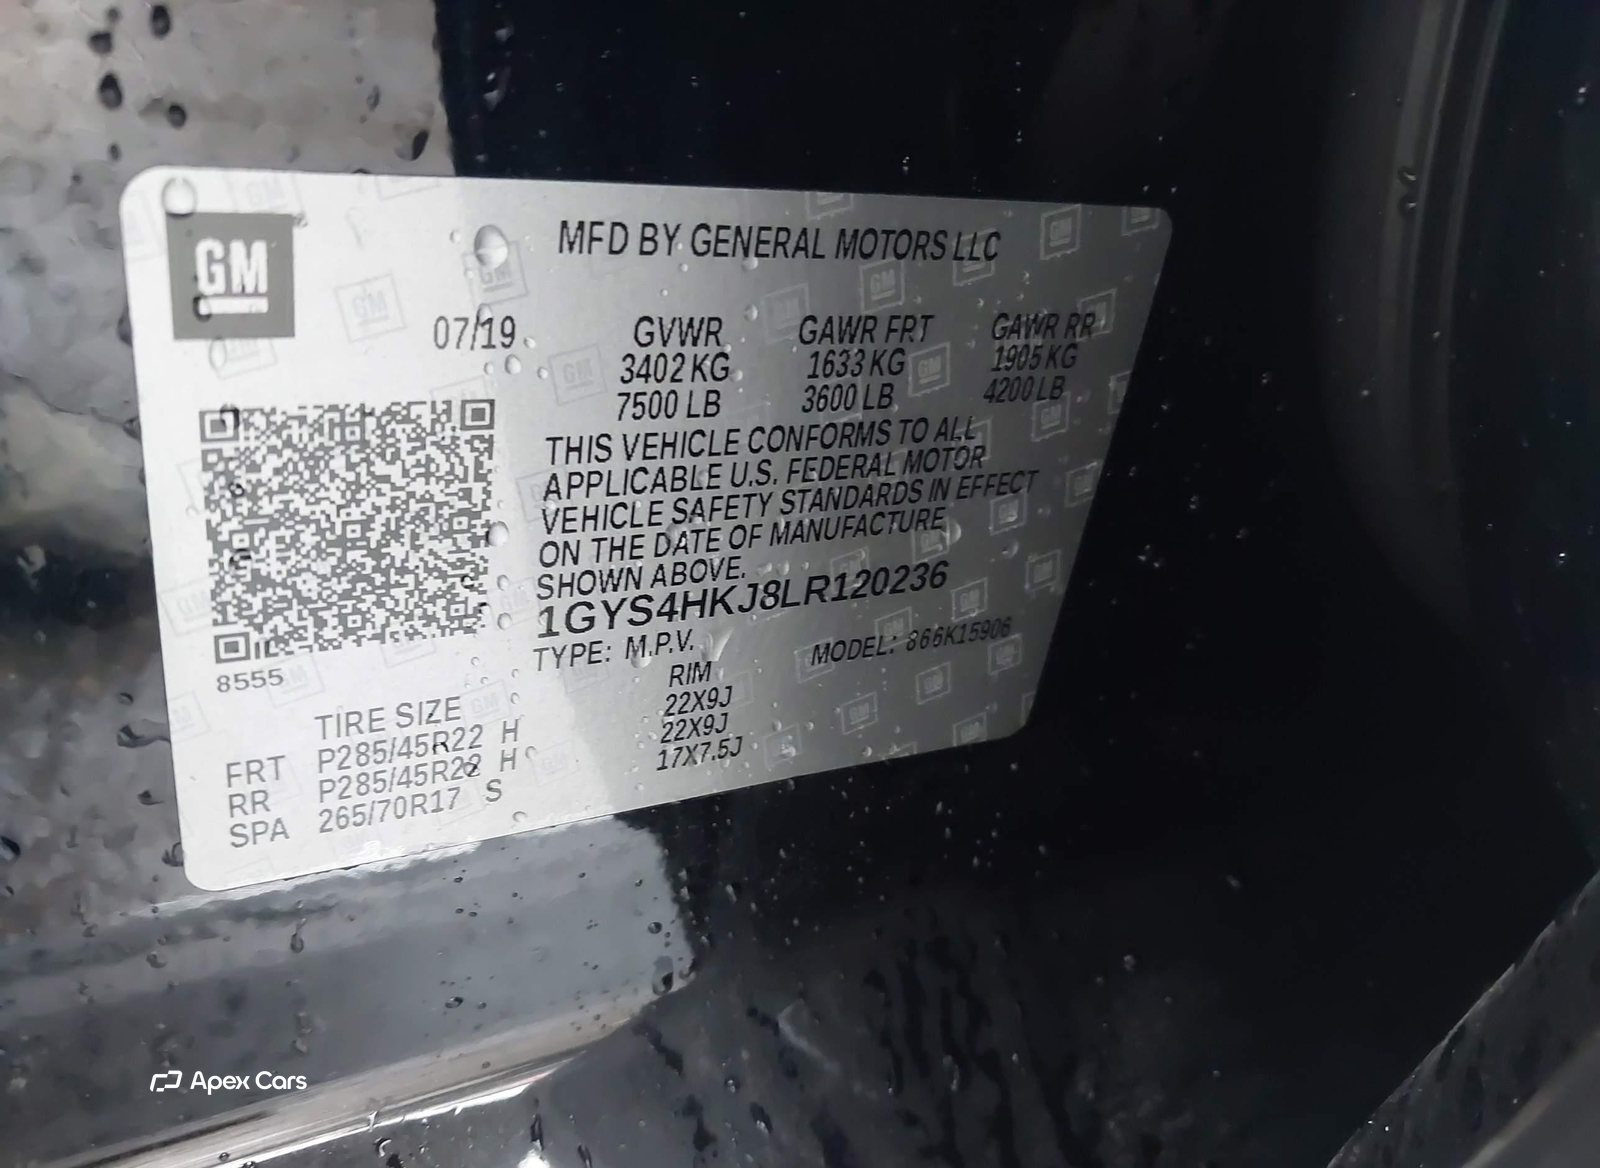 GM
MFD BY GENERAL MOTORS LLC
07/19 GVWR GAWR FRT GAWR RR
3402 KG 1633 KG 1905 KG
7500 LB 3600 LB 4200 LB
THIS VEHICLE CONFORMS TO ALL
APPLICABLE U.S. FEDERAL MOTOR
VEHICLE SAFETY STANDARDS IN EFFECT
ON THE DATE OF MANUFACTURE
SHOWN ABOVE.
1GYS4HKJ8LR120236
TYPE: M.P.V. MODEL: 866K15906
8555
TIRE SIZE RIM
FRT P285/45R22 H 22X9J
RR P285/45R22 H 22X9J
SPA 265/70R17 S 17X7.5J
Apex Cars